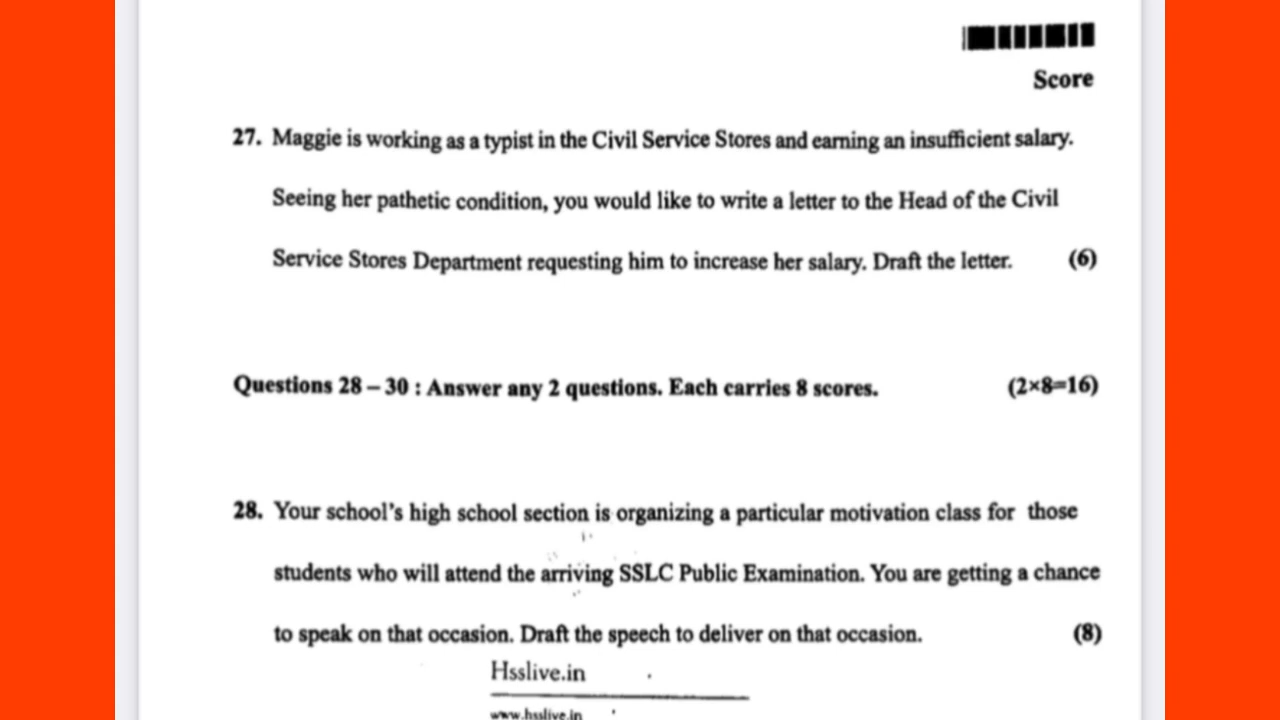 Score
27. Maggie is working as a typist in the Civil Service Stores and earning an insufficient salary.
Seeing her pathetic condition, you would like to write a letter to the Head of the Civil
Service Stores Department requesting him to increase her salary. Draft the letter. (6)
Questions 28 – 30 : Answer any 2 questions. Each carries 8 scores. (2×8=16)
28. Your school's high school section is organizing a particular motivation class for those
students who will attend the arriving SSLC Public Examination. You are getting a chance
to speak on that occasion. Draft the speech to deliver on that occasion. (8)
Hsslive.in
www.hsslive.in